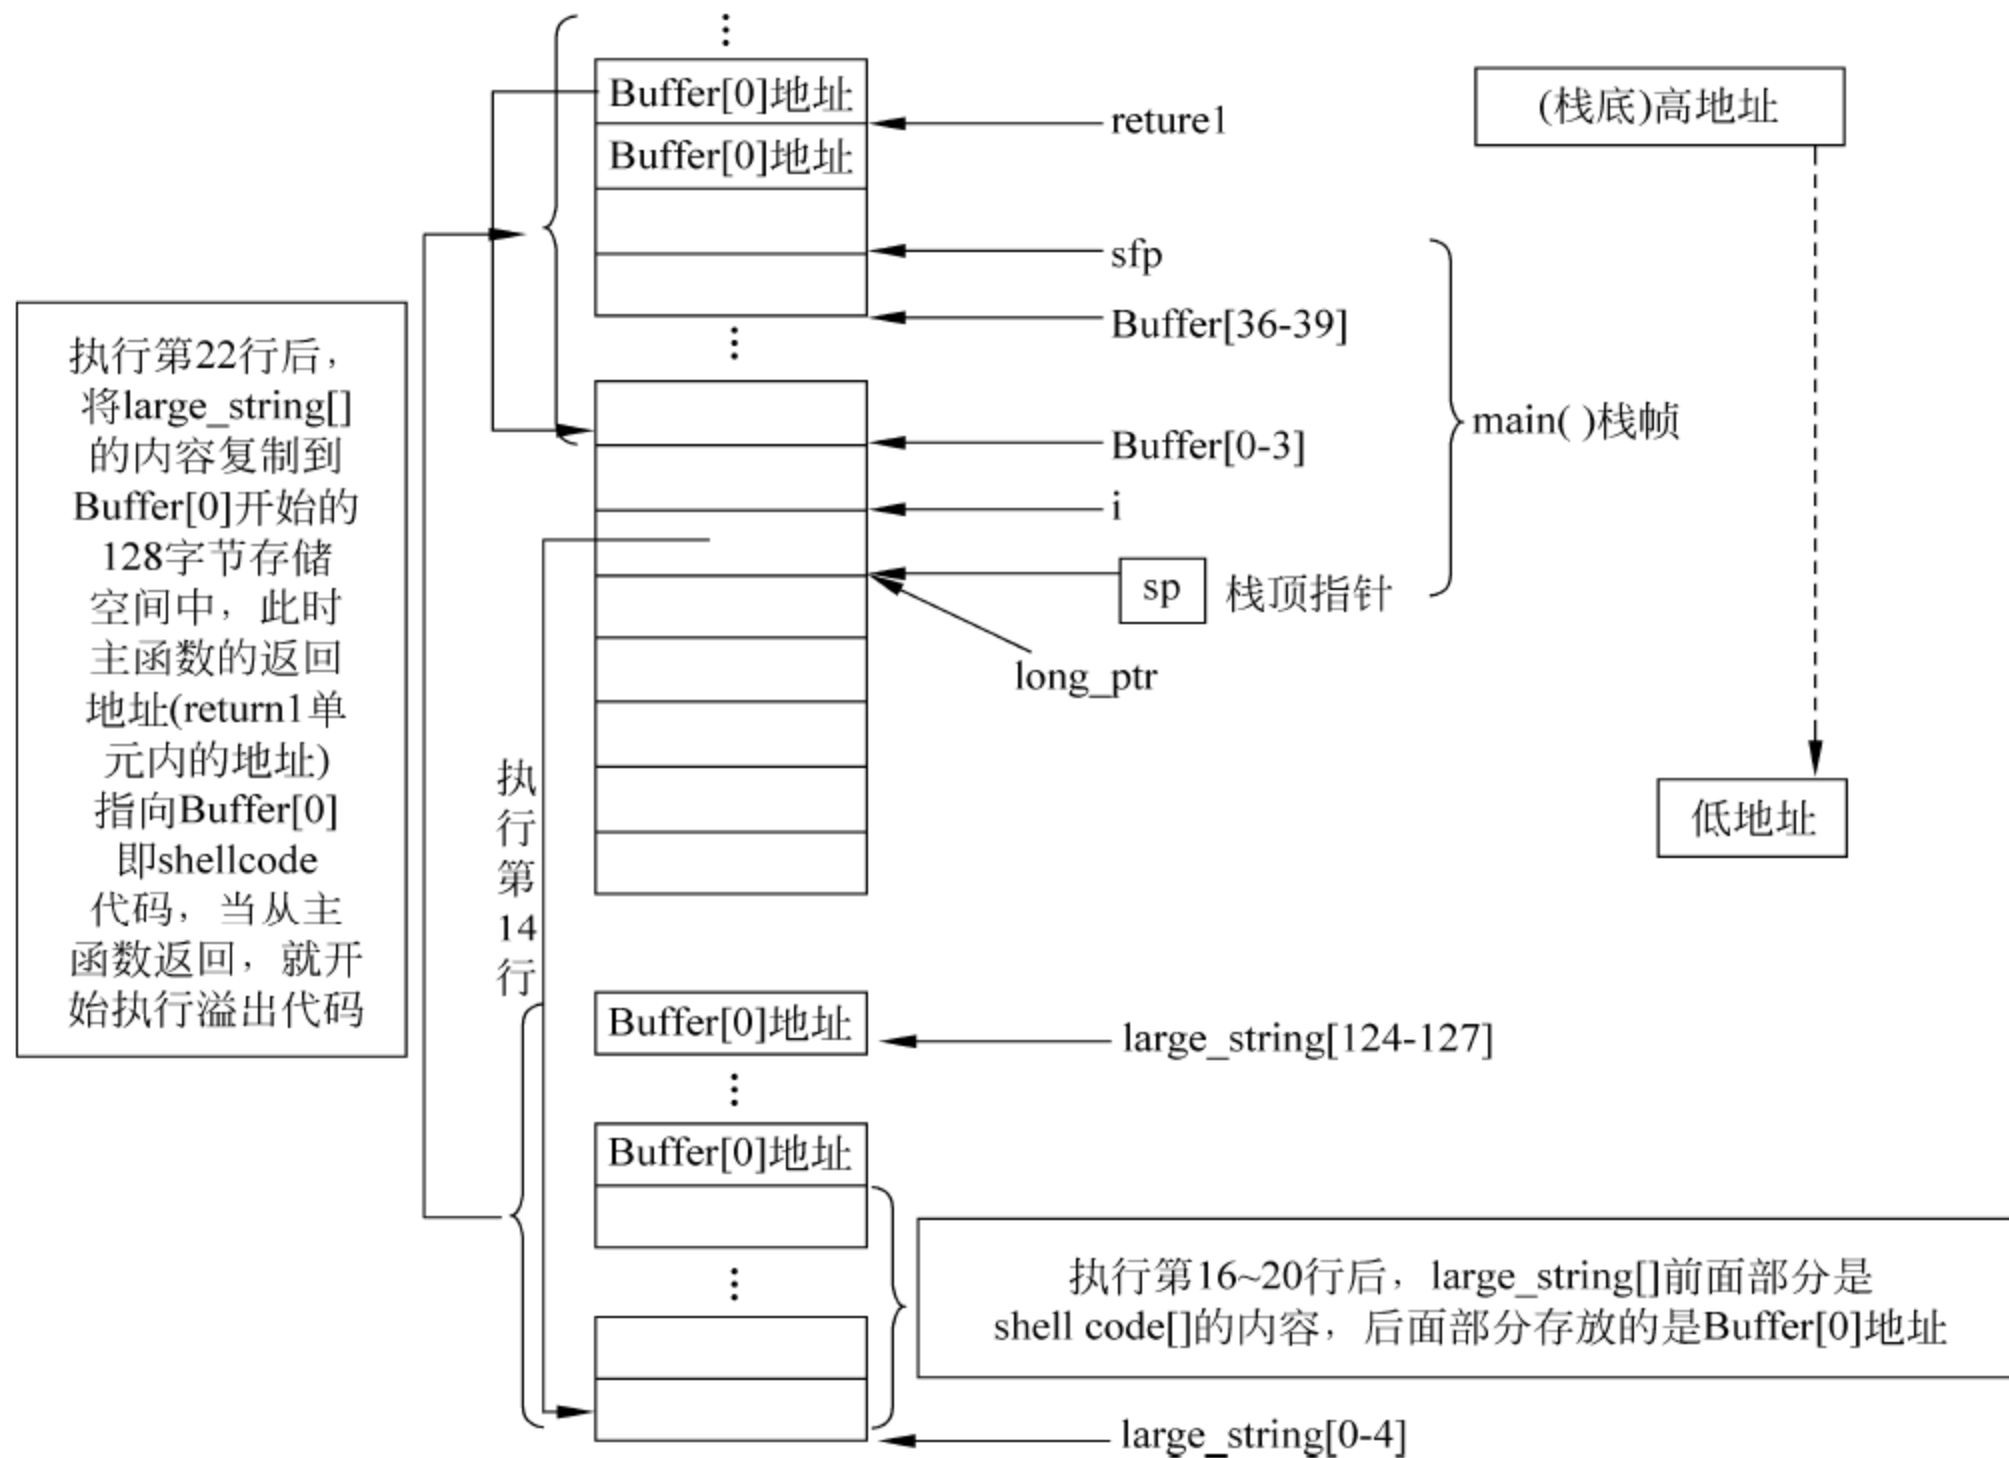 Buffer[0]地址
Buffer[0]地址
reture1
(栈底)高地址
sfp
Buffer[36-39]
Buffer[0-3]
i
sp
栈顶指针
long_ptr
main( )栈帧
低地址
执行第22行后，
将large_string[]
的内容复制到
Buffer[0]开始的
128字节存储
空间中，此时
主函数的返回
地址(return1单
元内的地址)
指向Buffer[0]
即shellcode
代码，当从主
函数返回，就开
始执行溢出代码
执
行
第
14
行
Buffer[0]地址
large_string[124-127]
Buffer[0]地址
执行第16~20行后，large_string[]前面部分是
shell code[]的内容，后面部分存放的是Buffer[0]地址
large_string[0-4]